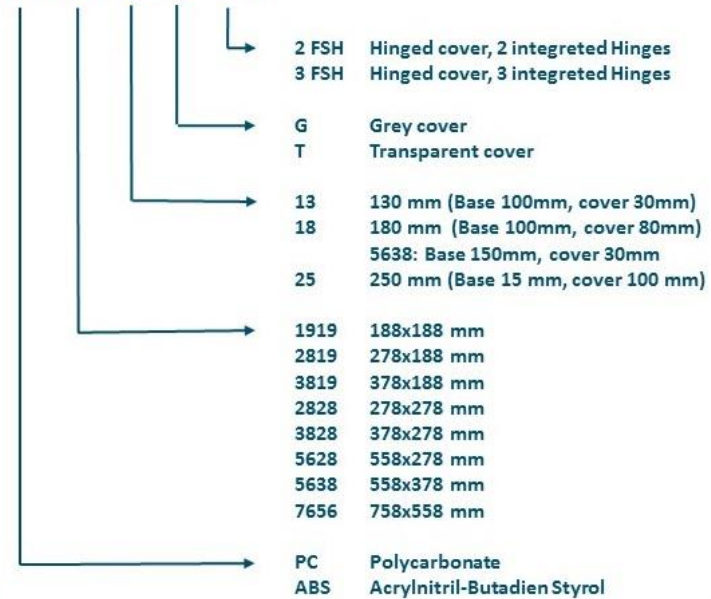 2 FSH Hinged cover, 2 integreted Hinges
3 FSH Hinged cover, 3 integreted Hinges
G Grey cover
T Transparent cover
13 130 mm (Base 100mm, cover 30mm)
18 180 mm (Base 100mm, cover 80mm)
5638: Base 150mm, cover 30mm
25 250 mm (Base 15 mm, cover 100 mm)
1919 188x188 mm
2819 278x188 mm
3819 378x188 mm
2828 278x278 mm
3828 378x278 mm
5628 558x278 mm
5638 558x378 mm
7656 758x558 mm
PC Polycarbonate
ABS Acrylnitril-Butadien Styrol